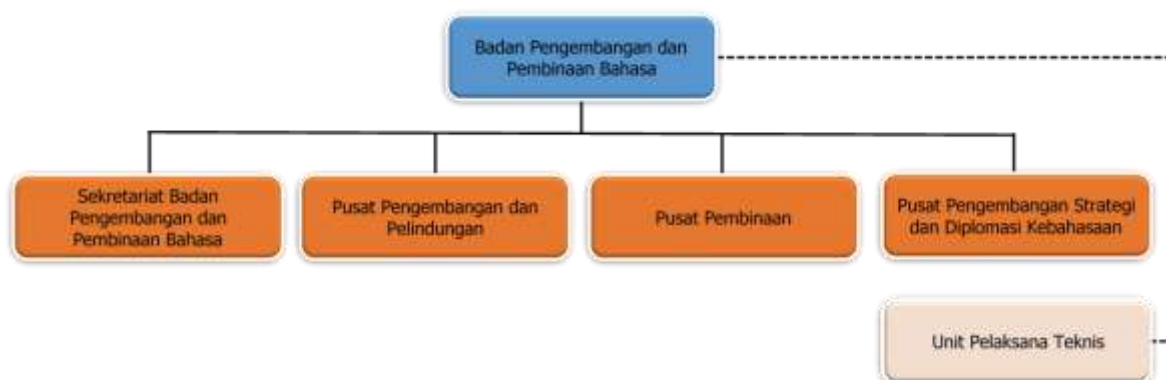 Badan Pengembangan dan
Pembinaan Bahasa
Sekretariat Badan
Pengembangan dan
Pembinaan Bahasa
Pusat Pengembangan dan
Pelindungan
Pusat Pembinaan
Pusat Pengembangan Strategi
dan Diplomasi Kebahasaan
Unit Pelaksana Teknis